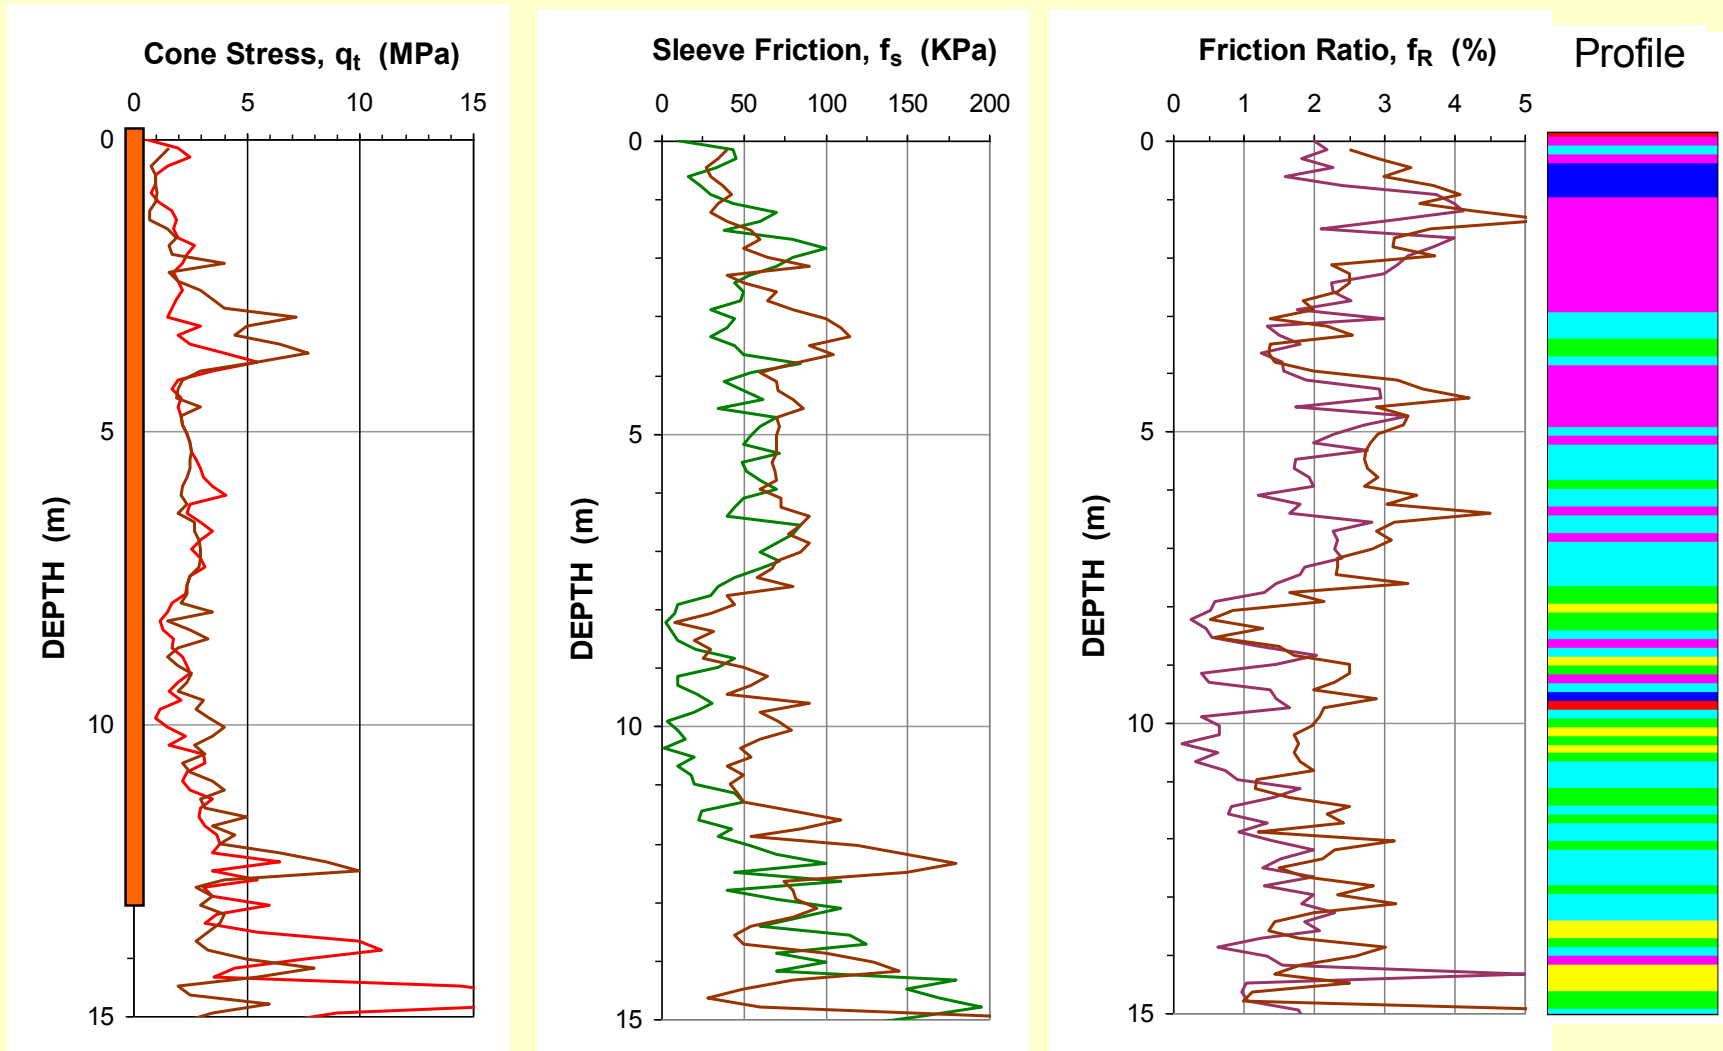 Cone Stress, qt (MPa)
0 5 10 15
0
5
10
15
DEPTH (m)
Sleeve Friction, fs (KPa)
0 50 100 150 200
0
5
10
15
DEPTH (m)
Friction Ratio, fR (%)
0 1 2 3 4 5
0
5
10
15
DEPTH (m)
Profile